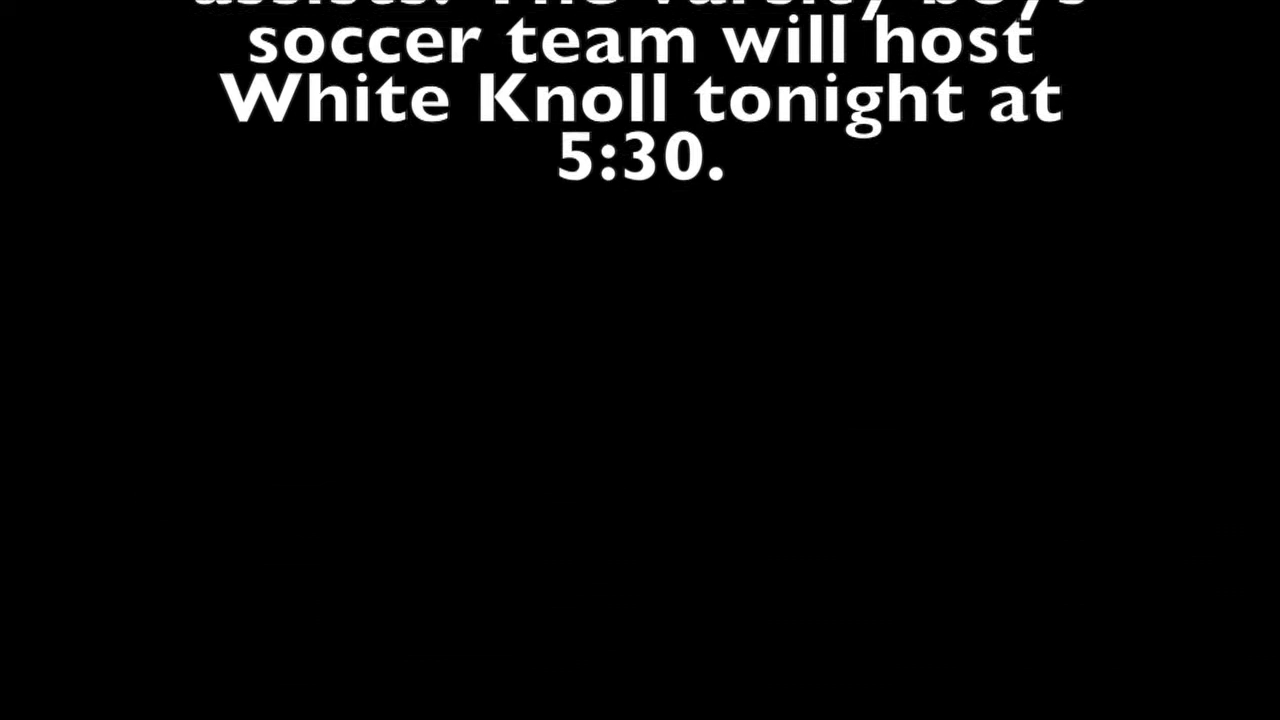 assists. The varsity boys
soccer team will host
White Knoll tonight at
5:30.